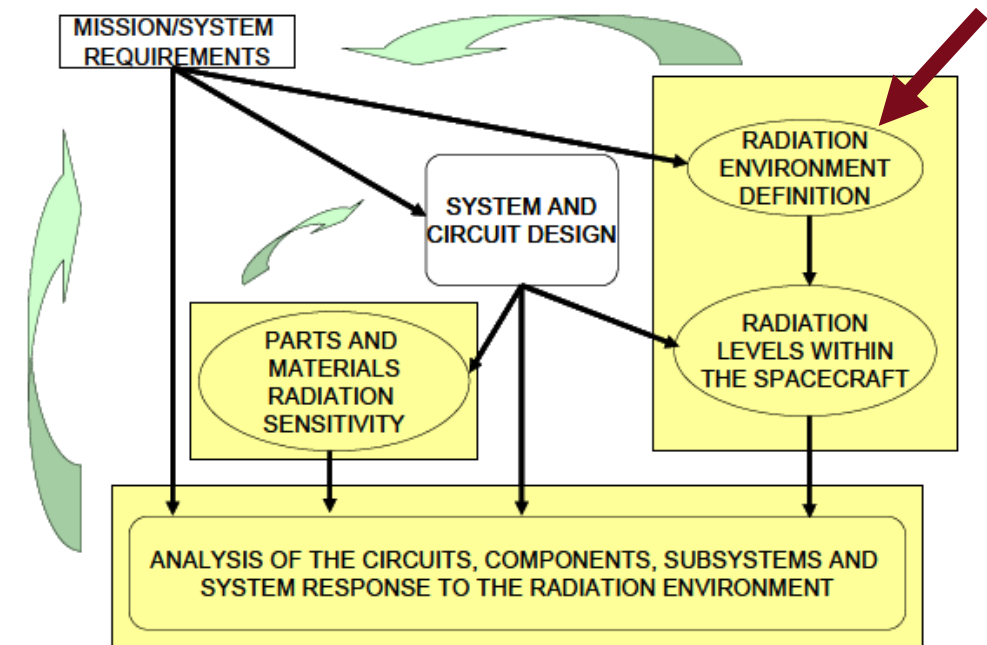 MISSION/SYSTEM
REQUIREMENTS
RADIATION
ENVIRONMENT
DEFINITION
SYSTEM AND
CIRCUIT DESIGN
RADIATION
LEVELS WITHIN
THE SPACECRAFT
PARTS AND
MATERIALS
RADIATION
SENSITIVITY
ANALYSIS OF THE CIRCUITS, COMPONENTS, SUBSYSTEMS AND
SYSTEM RESPONSE TO THE RADIATION ENVIRONMENT